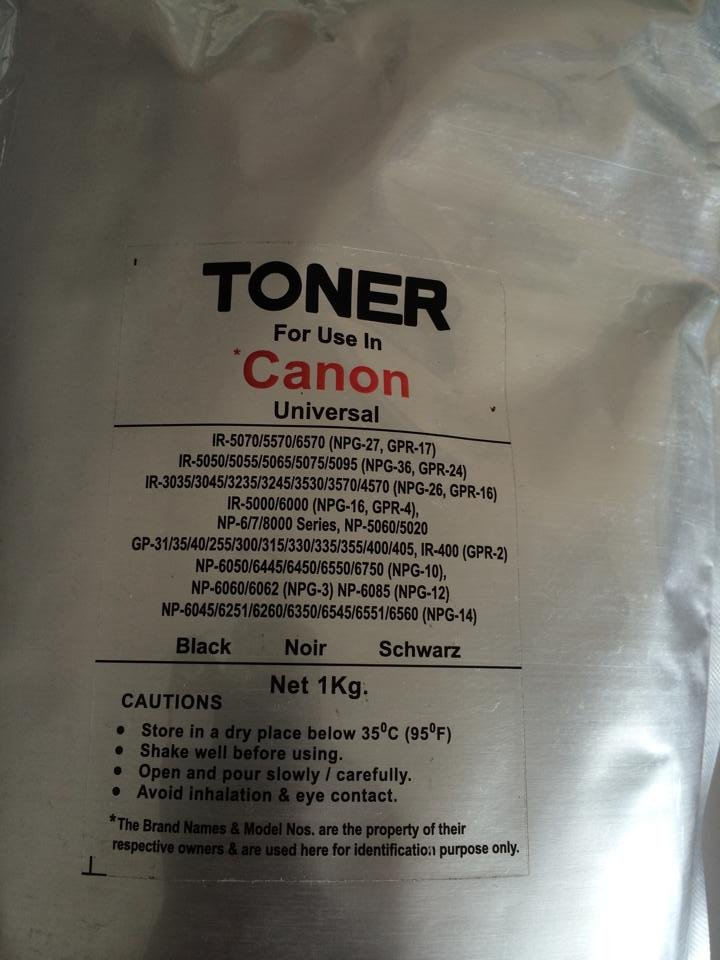 TONER
For Use In
*Canon
Universal
IR-5070/5570/6570 (NPG-27, GPR-17)
IR-5050/5055/5065/5075/5095 (NPG-36, GPR-24)
IR-3035/3045/3235/3245/3530/3570/4570 (NPG-26, GPR-16)
IR-5000/6000 (NPG-16, GPR-4),
NP-6/7/8000 Series, NP-5060/5020
GP-31/35/40/255/300/315/330/335/355/400/405, IR-400 (GPR-2)
NP-6050/6445/6450/6550/6750 (NPG-10),
NP-6060/6062 (NPG-3) NP-6085 (NPG-12)
NP-6045/6251/6260/6350/6545/6551/6560 (NPG-14)
Black Noir Schwarz
Net 1Kg.
CAUTIONS
• Store in a dry place below 35⁰C (95⁰F)
• Shake well before using.
• Open and pour slowly / carefully.
• Avoid inhalation & eye contact.
*The Brand Names & Model Nos. are the property of their
respective owners & are used here for identification purpose only.